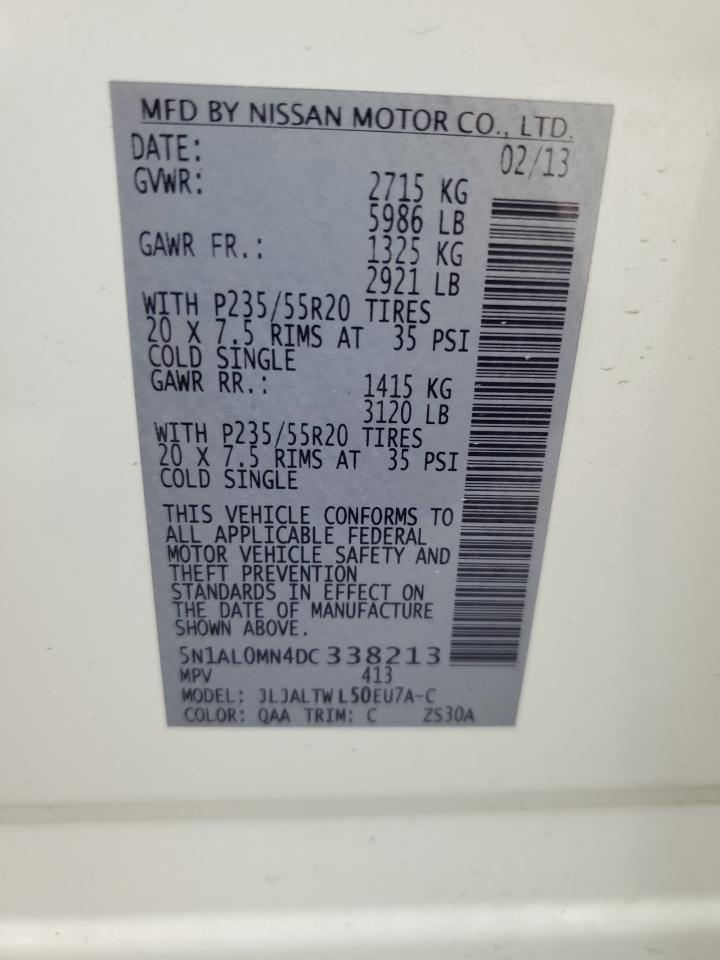 MFD BY NISSAN MOTOR CO., LTD.
DATE: 02/13
GVWR: 2715 KG
5986 LB
GAWR FR.: 1325 KG
2921 LB
WITH P235/55R20 TIRES
20 X 7.5 RIMS AT 35 PSI
COLD SINGLE
GAWR RR.: 1415 KG
3120 LB
WITH P235/55R20 TIRES
20 X 7.5 RIMS AT 35 PSI
COLD SINGLE
THIS VEHICLE CONFORMS TO
ALL APPLICABLE FEDERAL
MOTOR VEHICLE SAFETY AND
THEFT PREVENTION
STANDARDS IN EFFECT ON
THE DATE OF MANUFACTURE
SHOWN ABOVE.
5N1AL0MN4DC 338213
MPV 413
MODEL: JLJALTW L50EU7A-C
COLOR: QAA TRIM: C ZS30A